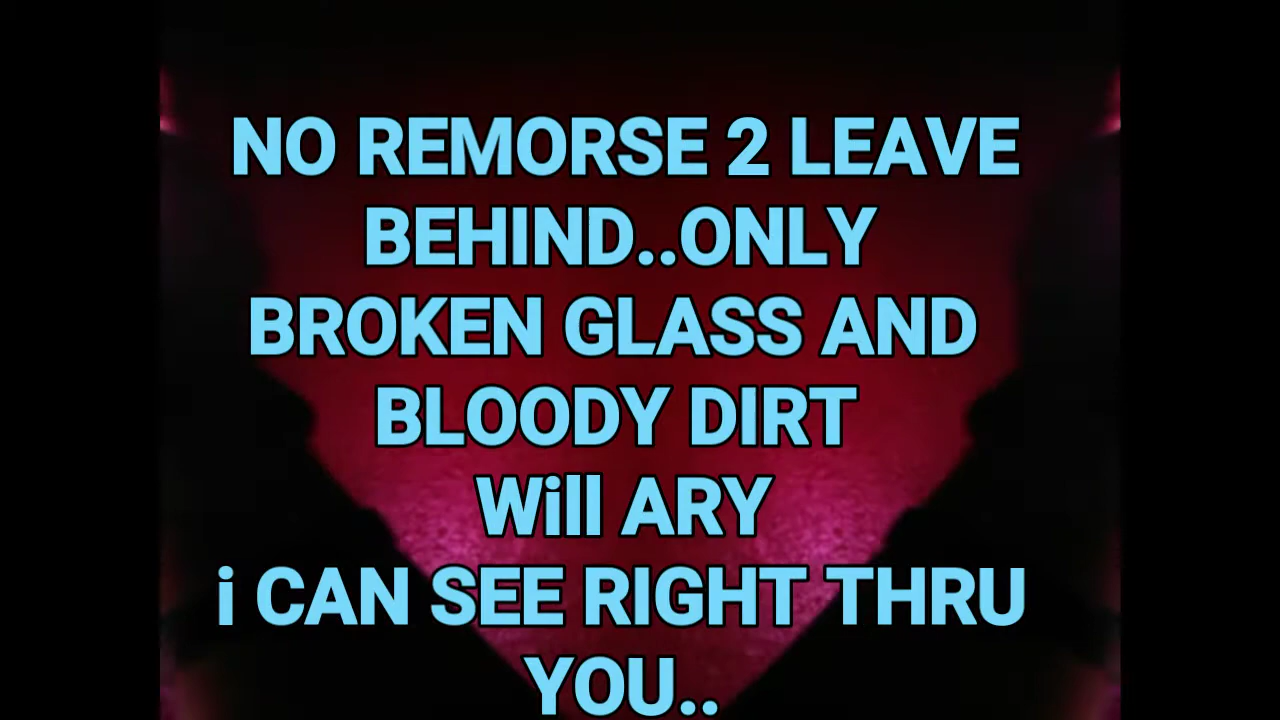 NO REMORSE 2 LEAVE
BEHIND..ONLY
BROKEN GLASS AND
BLOODY DIRT
Will ARY
i CAN SEE RIGHT THRU
YOU..